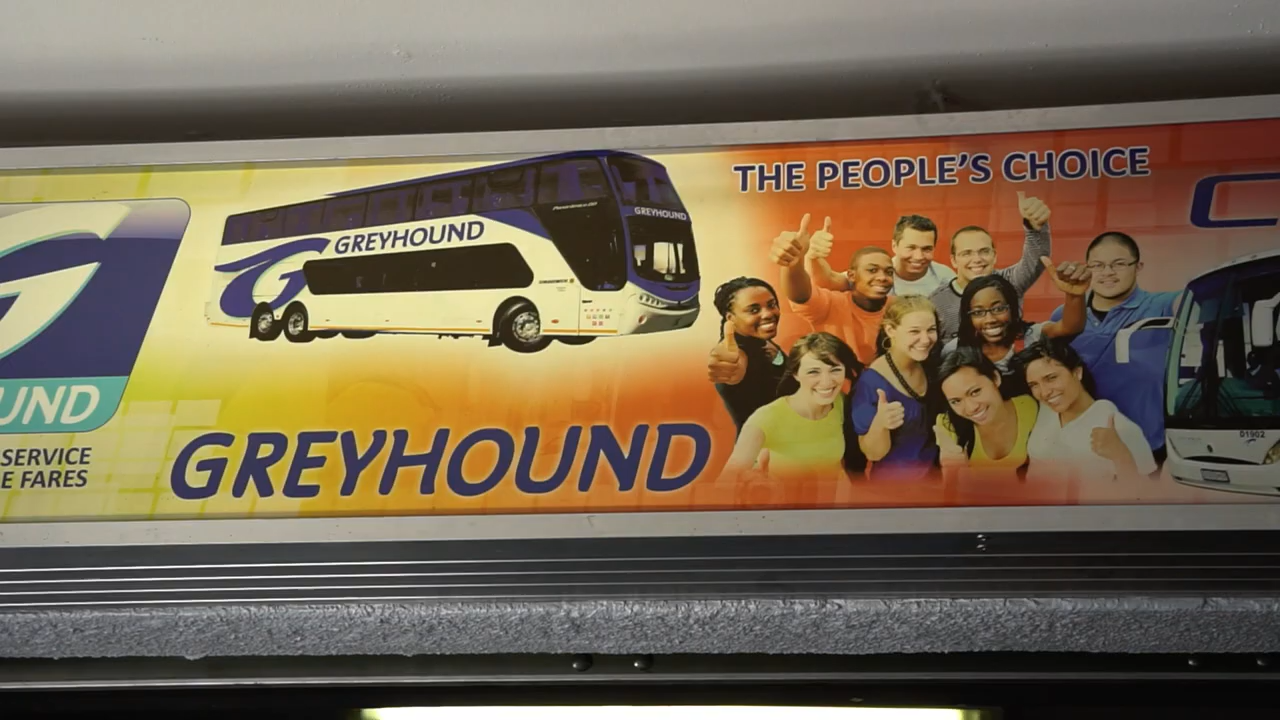 THE PEOPLE'S CHOICE
GREYHOUND
GREYHOUND
UND
SERVICE
E FARES
GREYHOUND
01902